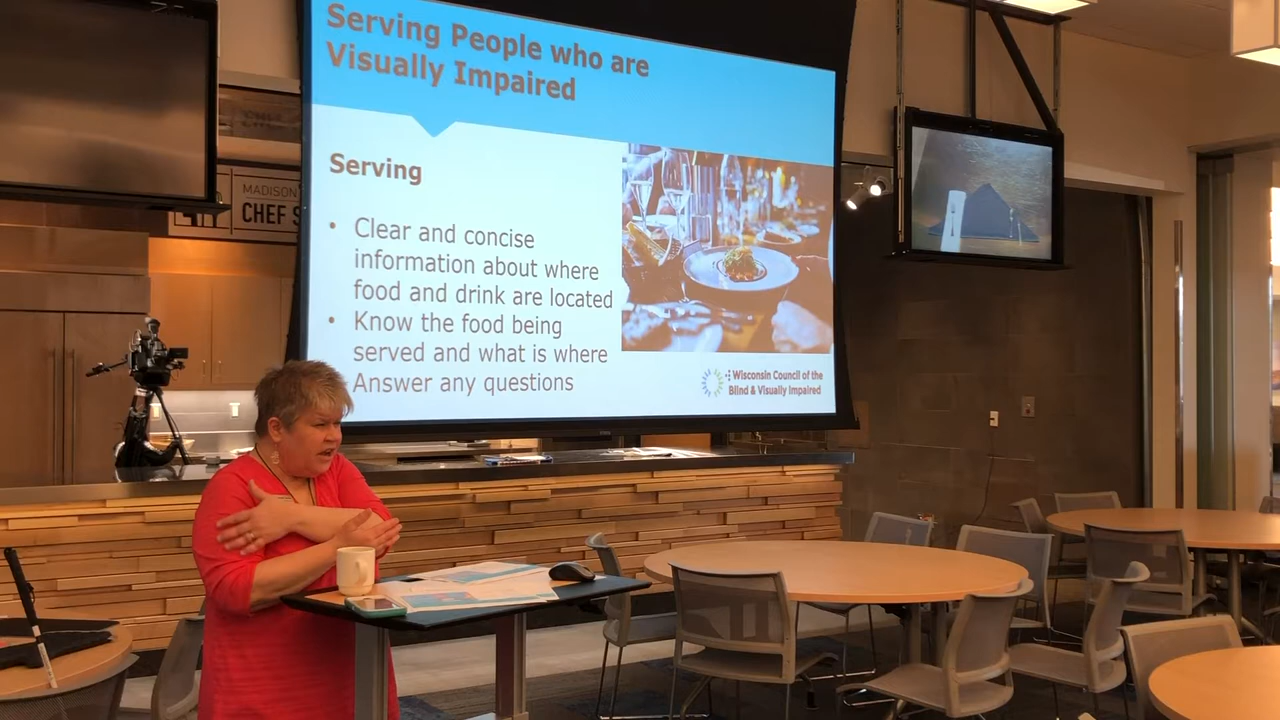 Serving People who are
Visually Impaired
Serving
• Clear and concise
information about where
food and drink are located
• Know the food being
served and what is where
Answer any questions
Wisconsin Council of the
Blind & Visually Impaired
MADISON
CHEF S